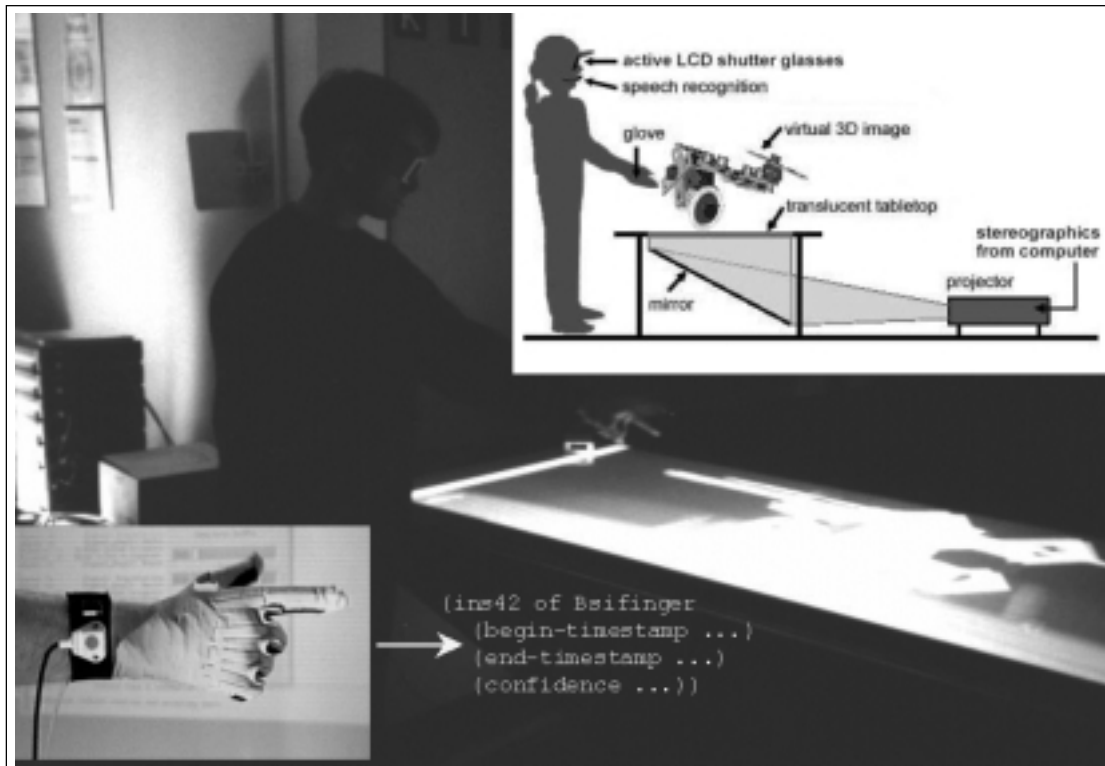 active LCD shutter glasses
speech recognition
glove
virtual 3D image
translucent tabletop
stereographics
from computer
projector
mirror
(ins42 of Bsifinger
(begin-timestamp ...)
(end-timestamp ...)
(confidence ...))